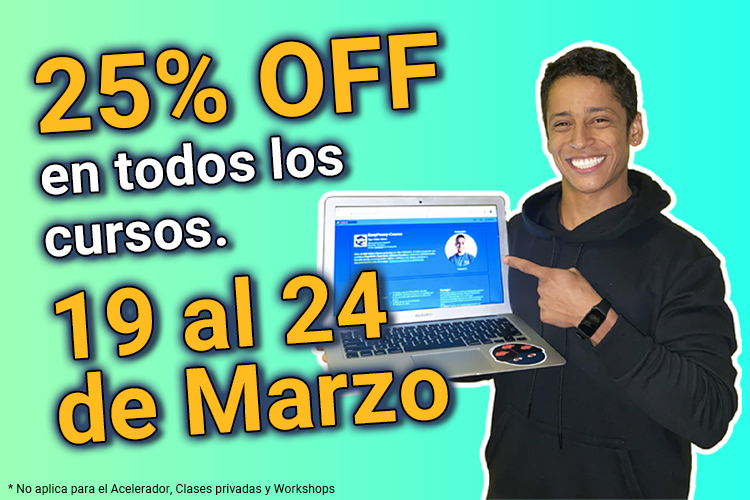 25% OFF
en todos los
cursos.
19 al 24
de Marzo
* No aplica para el Acelerador, Clases privadas y Workshops